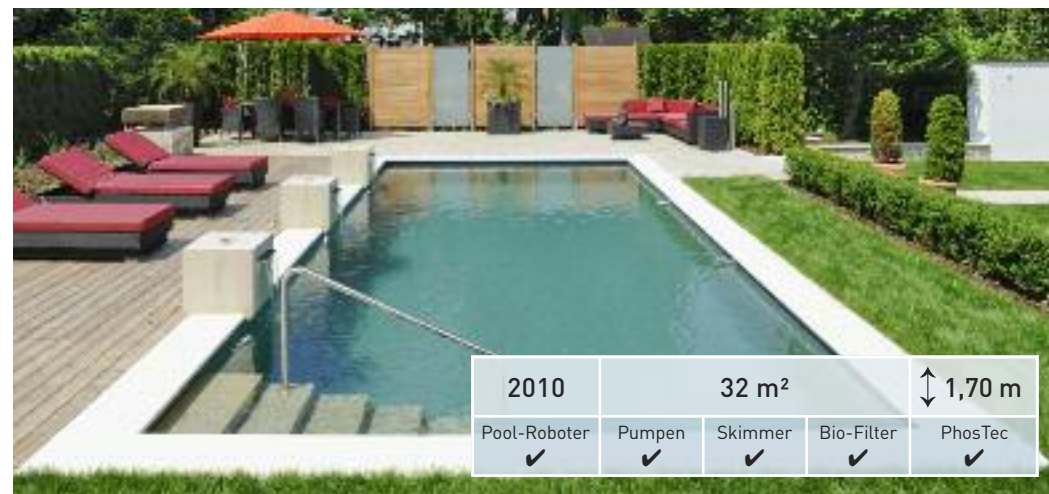 2010 32 m² ↕ 1,70 m
Pool-Roboter Pumpen Skimmer Bio-Filter PhosTec
✔ ✔ ✔ ✔ ✔